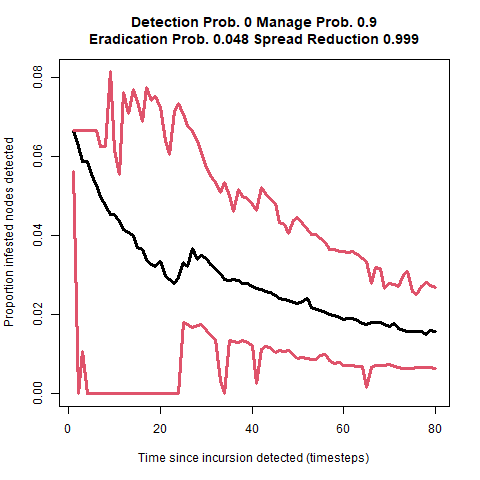 Detection Prob. 0 Manage Prob. 0.9
Eradication Prob. 0.048 Spread Reduction 0.999
Proportion infested nodes detected
0.08
0.06
0.04
0.02
0.00
0 20 40 60 80
Time since incursion detected (timesteps)